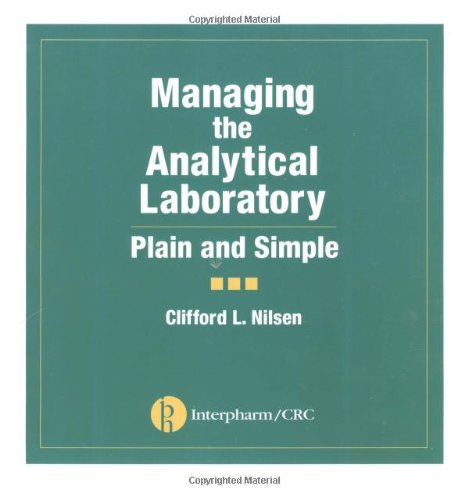 Copyrighted Material
Managing
the
Analytical
Laboratory
Plain and Simple
Clifford L. Nilsen
Interpharm/CRC
Copyrighted Material